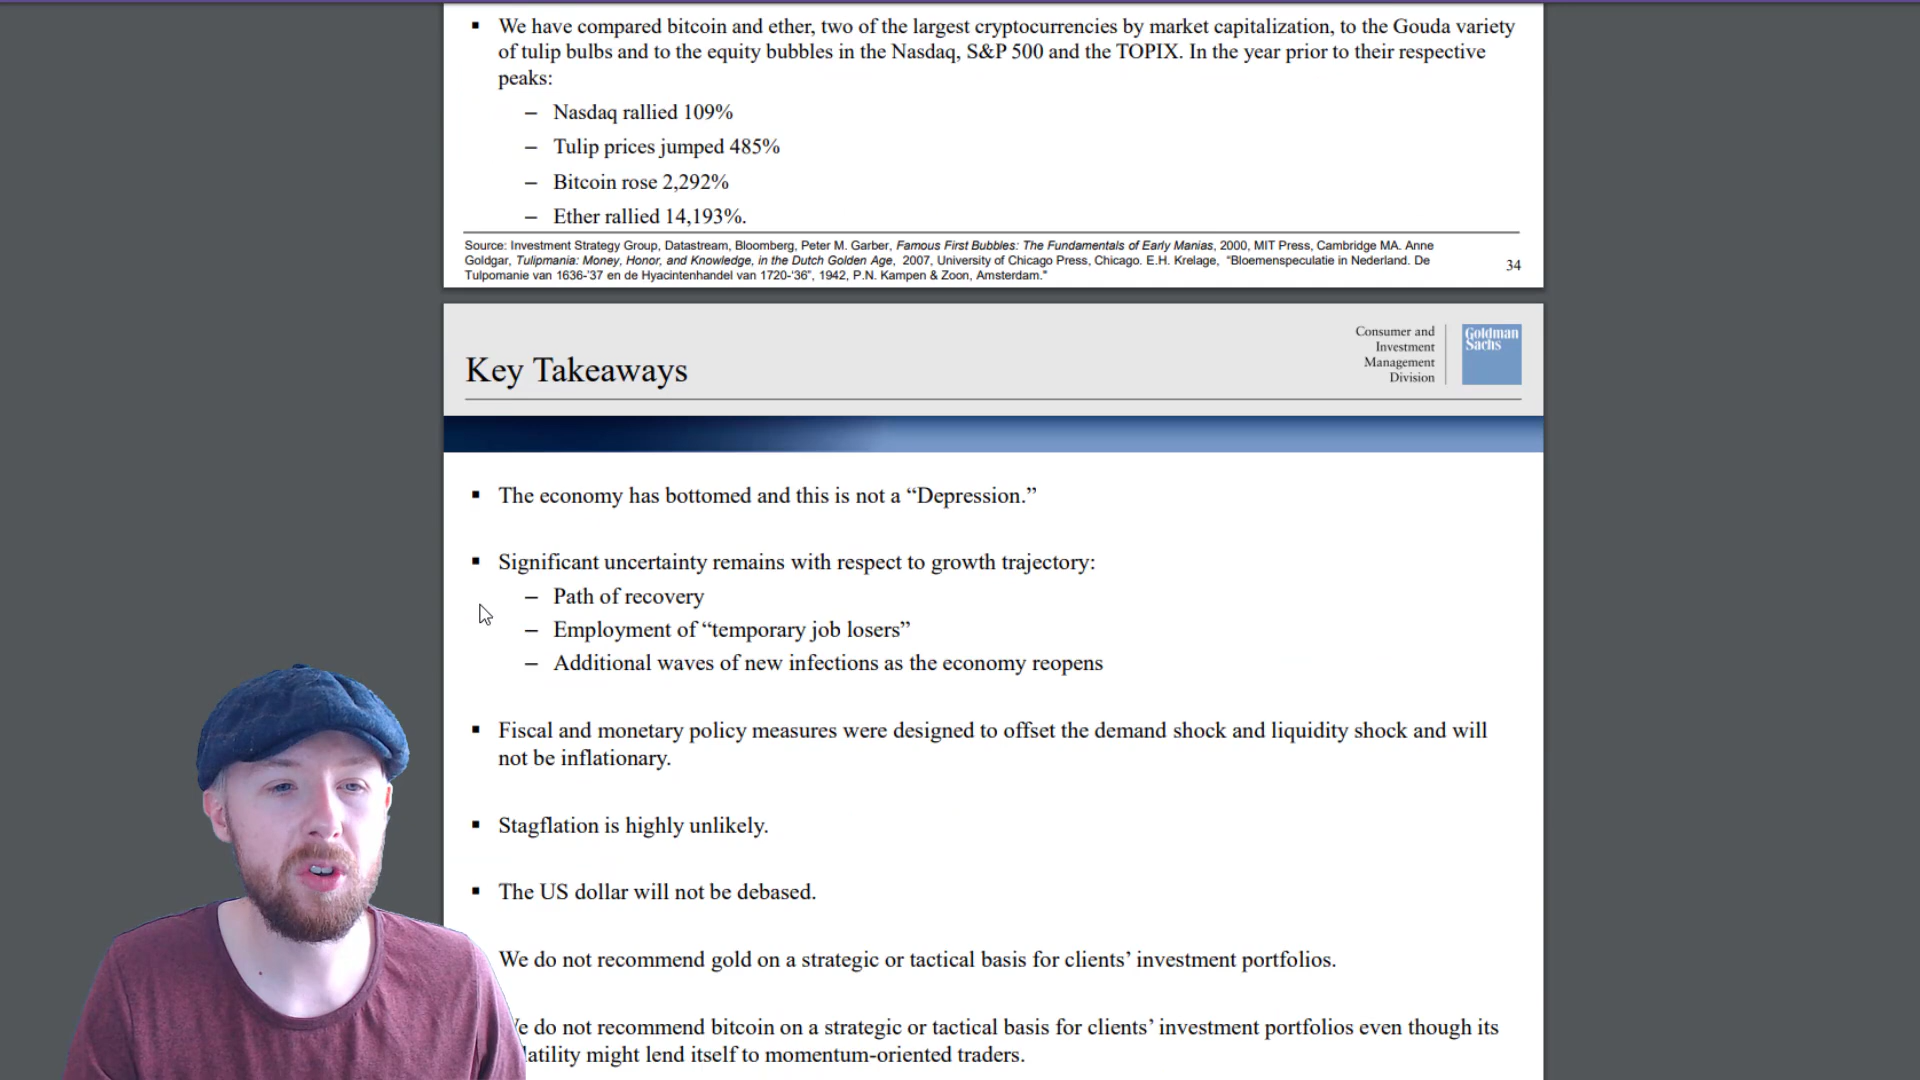 ▪ We have compared bitcoin and ether, two of the largest cryptocurrencies by market capitalization, to the Gouda variety
of tulip bulbs and to the equity bubbles in the Nasdaq, S&P 500 and the TOPIX. In the year prior to their respective
peaks:
– Nasdaq rallied 109%
– Tulip prices jumped 485%
– Bitcoin rose 2,292%
– Ether rallied 14,193%.
Source: Investment Strategy Group, Datastream, Bloomberg, Peter M. Garber, Famous First Bubbles: The Fundamentals of Early Manias, 2000, MIT Press, Cambridge MA. Anne
Goldgar, Tulipmania: Money, Honor, and Knowledge, in the Dutch Golden Age, 2007, University of Chicago Press, Chicago. E.H. Krelage, “Bloemenspeculatie in Nederland. De
Tulpomanie van 1636-’37 en de Hyacintenhandel van 1720-‘36”, 1942, P.N. Kampen & Zoon, Amsterdam.”
34
Consumer and
Investment
Management
Division
Goldman
Sachs
Key Takeaways
▪ The economy has bottomed and this is not a “Depression.”
▪ Significant uncertainty remains with respect to growth trajectory:
– Path of recovery
– Employment of “temporary job losers”
– Additional waves of new infections as the economy reopens
▪ Fiscal and monetary policy measures were designed to offset the demand shock and liquidity shock and will
not be inflationary.
▪ Stagflation is highly unlikely.
▪ The US dollar will not be debased.
We do not recommend gold on a strategic or tactical basis for clients’ investment portfolios.
e do not recommend bitcoin on a strategic or tactical basis for clients’ investment portfolios even though its
latility might lend itself to momentum-oriented traders.